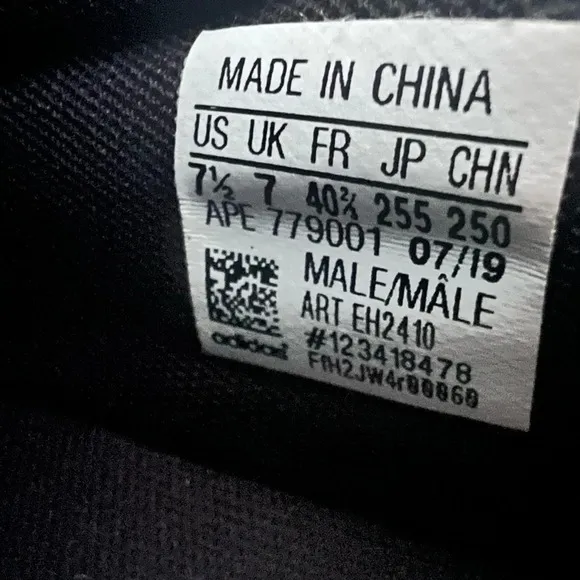 MADE IN CHINA
US UK FR JP CHN
7½ 7 40⅔ 255 250
APE 779001 07/19
MALE/MÂLE
ART EH2410
#123418478
adidas